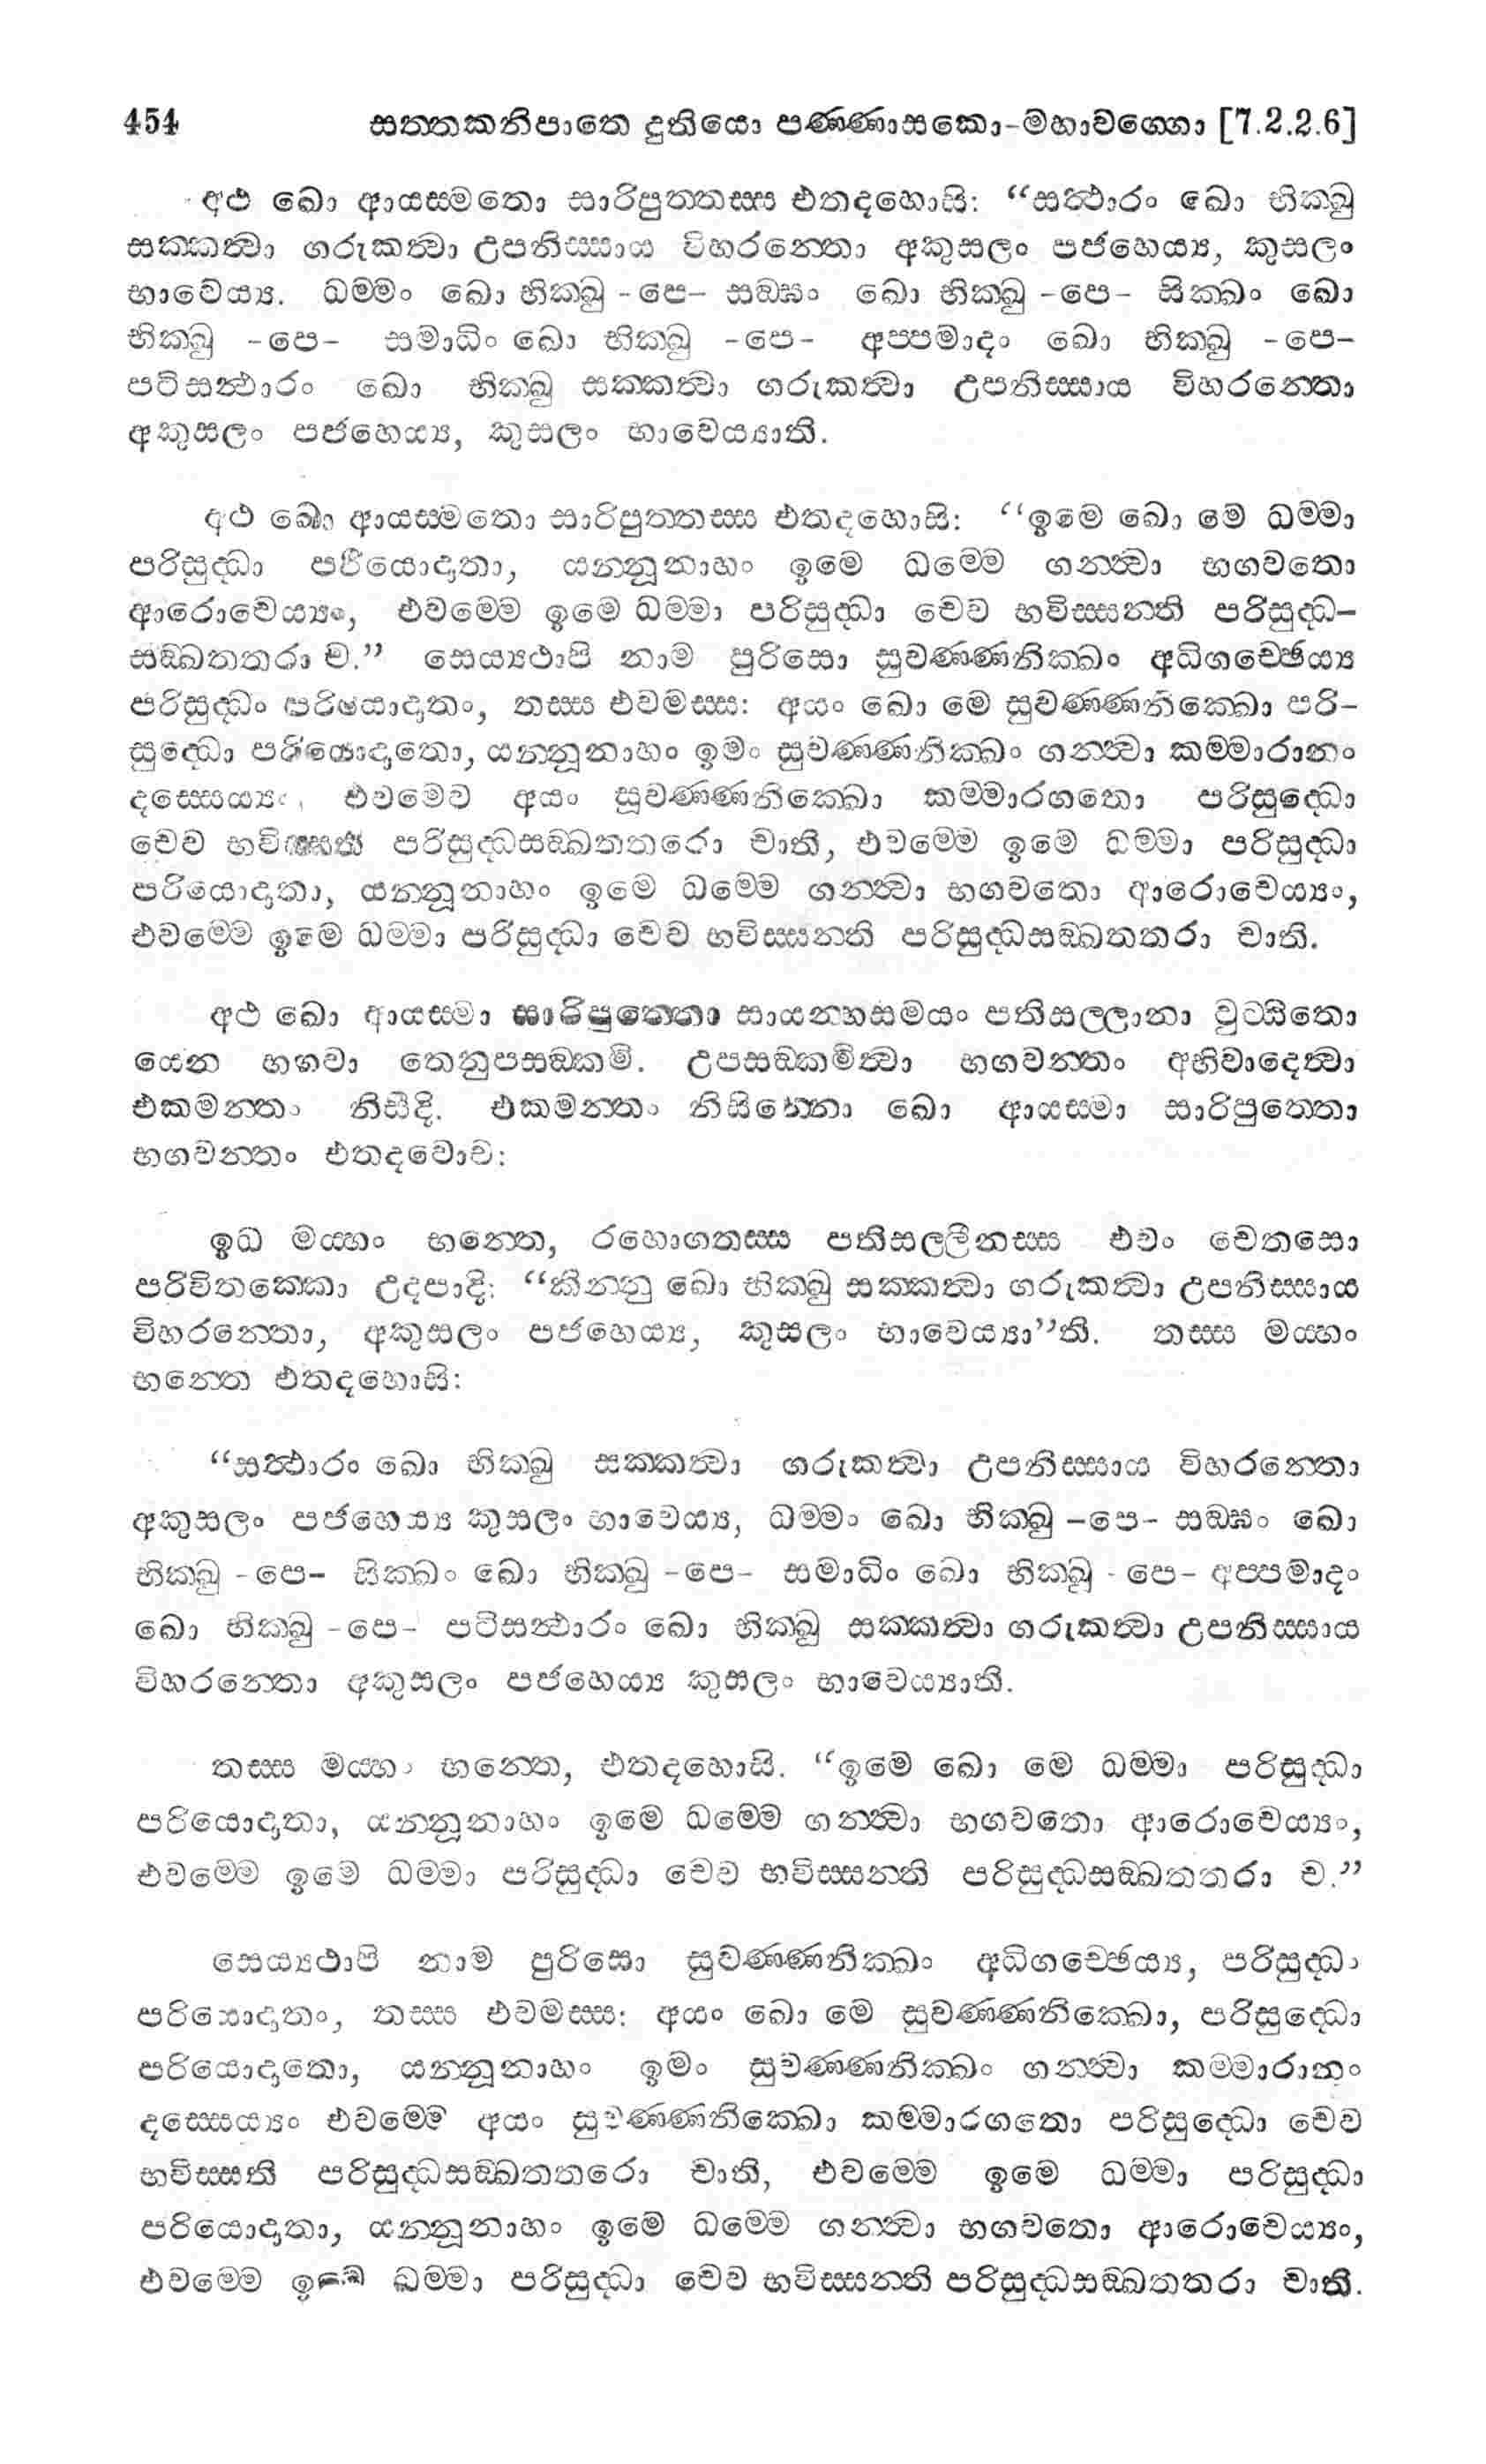 454 සත‍්තකනිපාතෙ දුතියො පණ‍්ණාසකො-මහාවග‍්ගො [7.2.2.6]
අථ ඛො ආයස‍්මතො සාරිපුත‍්තස‍්ස එතදහොසි: “සත්‍ථාරං ඛො භික‍්ඛු
සක‍්කත්‍වා ගරුකත්‍වා උපනිස‍්සාය විහරන‍්තො අකුසලං පජහෙය්‍ය, කුසලං
භාවෙය්‍ය. ධම‍්මං ඛො භික‍්ඛු -පෙ- සඞ‍්ඝං ඛො භික‍්ඛු -පෙ- සික‍්ඛං ඛො
භික‍්ඛු -පෙ- සමාධිං ඛො භික‍්ඛු -පෙ- අප‍්පමාදං ඛො භික‍්ඛු -පෙ-
පටිසන්‍ථාරං ඛො භික‍්ඛු සක‍්කත්‍වා ගරුකත්‍වා උපනිස‍්සාය විහරන‍්තො
අකුසලං පජහෙය්‍ය, කුසලං භාවෙය්‍යාති.
අථ ඛො ආයස‍්මතො සාරිපුත‍්තස‍්ස එතදහොසි: “ඉමෙ ඛො මෙ ධම‍්මා
පරිසුද‍්ධා පරියොදාතා, යන‍්නූනාහං ඉමෙ ධම‍්මෙ ගන්‍ත්‍වා භගවතො
ආරොචෙය්‍යං, එවම‍්මෙ ඉමෙ ධම‍්මා පරිසුද‍්ධා චෙව භවිස‍්සන‍්ති පරිසුද‍්ධ-
සඞ‍්ඛතතරා ච.” සෙය්‍යථාපි නාම පුරිසො සුවණ‍්ණනික‍්ඛං අධිගච‍්ඡෙය්‍ය
පරිසුද‍්ධං පරියොදාතං, තස‍්ස එවමස‍්ස: අයං ඛො මෙ සුවණ‍්ණනික‍්ඛො පරි-
සුද‍්ධො පරියොදාතො, යන‍්නූනාහං ඉමං සුවණ‍්ණනික‍්ඛං ගන්‍ත්‍වා කම‍්මාරානං
දස‍්සෙය්‍යං, එවමෙව අයං සුවණ‍්ණනික‍්ඛො කම‍්මාරගතො පරිසුද‍්ධො
චෙව භවිස‍්සති පරිසුද‍්ධසඞ‍්ඛතතරො චාති, එවම‍්මෙ ඉමෙ ධම‍්මා පරිසුද‍්ධා
පරියොදාතා, යන‍්නූනාහං ඉමෙ ධම‍්මෙ ගන්‍ත්‍වා භගවතො ආරොචෙය්‍යං,
එවම‍්මෙ ඉමෙ ධම‍්මා පරිසුද‍්ධා චෙව භවිස‍්සන‍්ති පරිසුද‍්ධසඞ‍්ඛතතරා චාති.
අථ ඛො ආයස‍්මා සාරිපුත‍්තො සායන‍්හසමයං පතිසල‍්ලානා වුට‍්ඨිතො
යෙන භගවා තෙනුපසඞ‍්කමි. උපසඞ‍්කමිත්‍වා භගවන‍්තං අභිවාදෙත්‍වා
එකමන‍්තං නිසීදි. එකමන‍්තං නිසින‍්නො ඛො ආයස‍්මා සාරිපුත‍්තො
භගවන‍්තං එතදවොච:
ඉධ මය‍්හං භන‍්තෙ, රහොගතස‍්ස පතිසල‍්ලීනස‍්ස එවං චෙතසො
පරිවිතක‍්කො උදපාදි: “කින‍්නු ඛො භික‍්ඛු සක‍්කත්‍වා ගරුකත්‍වා උපනිස‍්සාය
විහරන‍්තො, අකුසලං පජහෙය්‍ය, කුසලං භාවෙය්‍යා”ති. තස‍්ස මය‍්හං
භන‍්තෙ එතදහොසි:
“සත්‍ථාරං ඛො භික‍්ඛු සක‍්කත්‍වා ගරුකත්‍වා උපනිස‍්සාය විහරන‍්තො
අකුසලං පජහෙය්‍ය කුසලං භාවෙය්‍ය, ධම‍්මං ඛො භික‍්ඛු -පෙ- සඞ‍්ඝං ඛො
භික‍්ඛු -පෙ- සික‍්ඛං ඛො භික‍්ඛු -පෙ- සමාධිං ඛො භික‍්ඛු -පෙ- අප‍්පමාදං
ඛො භික‍්ඛු -පෙ- පටිසන්‍ථාරං ඛො භික‍්ඛු සක‍්කත්‍වා ගරුකත්‍වා උපනිස‍්සාය
විහරන‍්තො අකුසලං පජහෙය්‍ය කුසලං භාවෙය්‍යාති.
තස‍්ස මය‍්හං භන‍්තෙ, එතදහොසි. “ඉමෙ ඛො මෙ ධම‍්මා පරිසුද‍්ධා
පරියොදාතා, යන‍්නූනාහං ඉමෙ ධම‍්මෙ ගන්‍ත්‍වා භගවතො ආරොචෙය්‍යං,
එවම‍්මෙ ඉමෙ ධම‍්මා පරිසුද‍්ධා චෙව භවිස‍්සන‍්ති පරිසුද‍්ධසඞ‍්ඛතතරා ච.”
සෙය්‍යථාපි නාම පුරිසො සුවණ‍්ණනික‍්ඛං අධිගච‍්ඡෙය්‍ය, පරිසුද‍්ධං
පරියොදාතං, තස‍්ස එවමස‍්ස: අයං ඛො මෙ සුවණ‍්ණනික‍්ඛො, පරිසුද‍්ධො
පරියොදාතො, යන‍්නූනාහං ඉමං සුවණ‍්ණනික‍්ඛං ගන්‍ත්‍වා කම‍්මාරානං
දස‍්සෙය්‍යං එවම‍්මෙ අයං සුවණ‍්ණනික‍්ඛො කම‍්මාරගතො පරිසුද‍්ධො චෙව
භවිස‍්සති පරිසුද‍්ධසඞ‍්ඛතතරො චාති, එවම‍්මෙ ඉමෙ ධම‍්මා පරිසුද‍්ධා
පරියොදාතා, යන‍්නූනාහං ඉමෙ ධම‍්මෙ ගන්‍ත්‍වා භගවතො ආරොචෙය්‍යං,
එවම‍්මෙ ධම‍්මා පරිසුද‍්ධා චෙව භවිස‍්සන‍්ති පරිසුද‍්ධසඞ‍්ඛතතරා චාති.